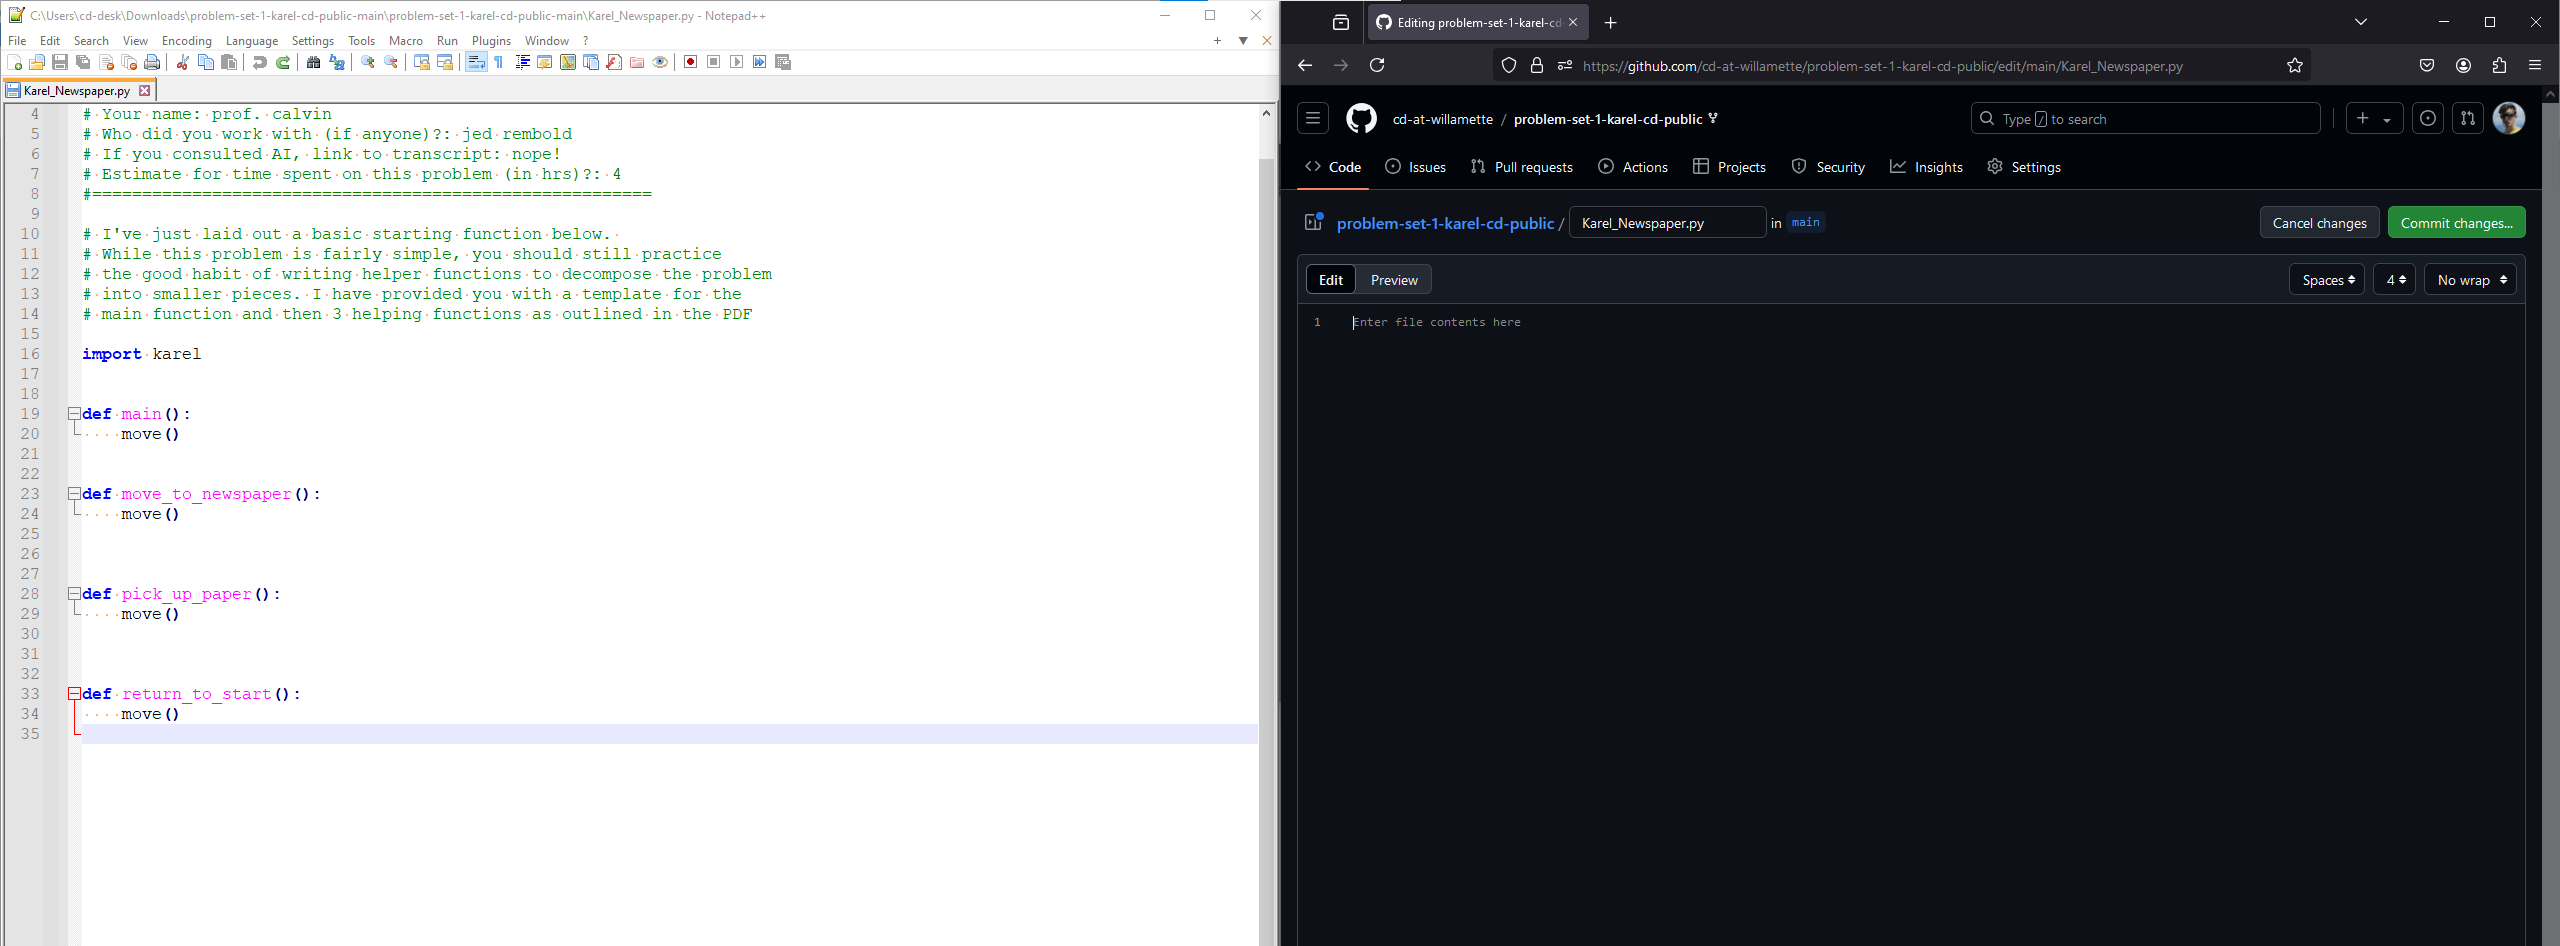 C:\Users\cd-desk\Downloads\problem-set-1-karel-cd-public-main\problem-set-1-karel-cd-public-main\Karel_Newspaper.py - Notepad++
File Edit Search View Encoding Language Settings Tools Macro Run Plugins Window ?
Karel_Newspaper.py
4 # Your name: prof. calvin
5 # Who did you work with (if anyone)?: jed rembold
6 # If you consulted AI, link to transcript: nope!
7 # Estimate for time spent on this problem (in hrs)?: 4
8 #========================================================
9
10 # I've just laid out a basic starting function below.
11 # While this problem is fairly simple, you should still practice
12 # the good habit of writing helper functions to decompose the problem
13 # into smaller pieces. I have provided you with a template for the
14 # main function and then 3 helping functions as outlined in the PDF
15
16 import karel
17
18
19 def main():
20     move()
21
22
23 def move_to_newspaper():
24     move()
25
26
27
28 def pick_up_paper():
29     move()
30
31
32
33 def return_to_start():
34     move()
35
Editing problem-set-1-karel-cd
https://github.com/cd-at-willamette/problem-set-1-karel-cd-public/edit/main/Karel_Newspaper.py
cd-at-willamette / problem-set-1-karel-cd-public
Type / to search
Code Issues Pull requests Actions Projects Security Insights Settings
problem-set-1-karel-cd-public / Karel_Newspaper.py in main
Cancel changes Commit changes...
Edit Preview
Spaces 4 No wrap
1 Enter file contents here